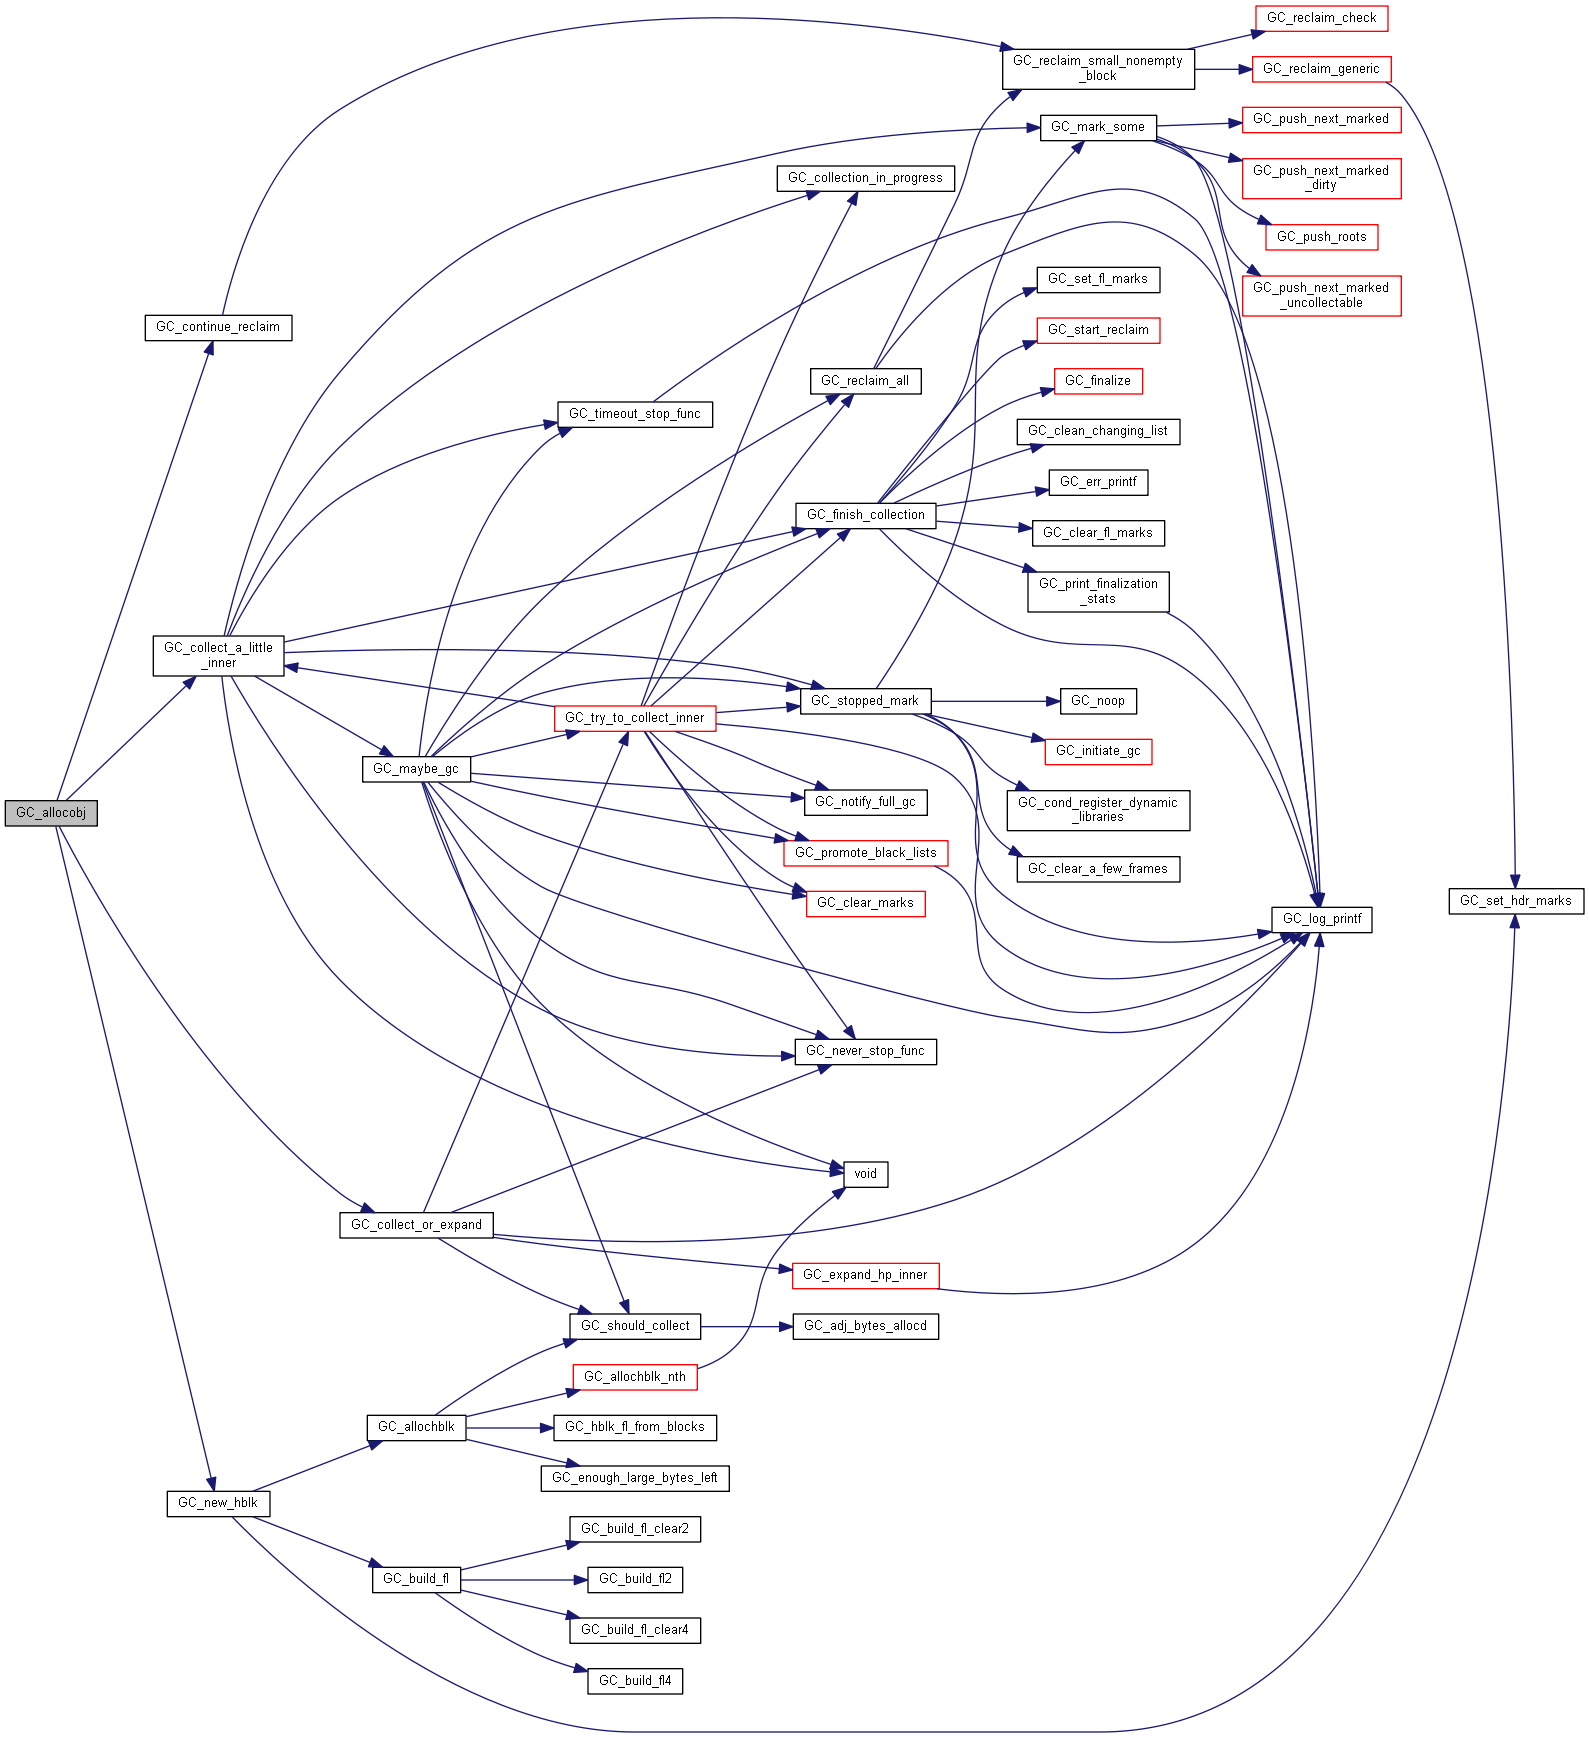 GC_reclaim_check
GC_reclaim_small_nonempty
_block
GC_reclaim_generic
GC_push_next_marked
GC_mark_some
GC_push_next_marked
_dirty
GC_collection_in_progress
GC_push_roots
GC_set_fl_marks
GC_push_next_marked
_uncollectable
GC_continue_reclaim
GC_start_reclaim
GC_reclaim_all
GC_finalize
GC_timeout_stop_func
GC_clean_changing_list
GC_err_printf
GC_finish_collection
GC_clear_fl_marks
GC_print_finalization
_stats
GC_collect_a_little
_inner
GC_stopped_mark
GC_noop
GC_try_to_collect_inner
GC_initiate_gc
GC_maybe_gc
GC_notify_full_gc
GC_cond_register_dynamic
_libraries
GC_allocobj
GC_promote_black_lists
GC_clear_a_few_frames
GC_clear_marks
GC_set_hdr_marks
GC_log_printf
GC_never_stop_func
void
GC_collect_or_expand
GC_expand_hp_inner
GC_should_collect
GC_adj_bytes_allocd
GC_allochblk_nth
GC_allochblk
GC_hblk_fl_from_blocks
GC_enough_large_bytes_left
GC_new_hblk
GC_build_fl_clear2
GC_build_fl
GC_build_fl2
GC_build_fl_clear4
GC_build_fl4